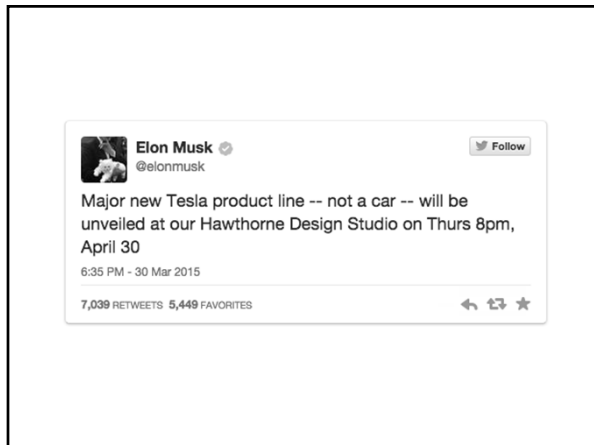 Elon Musk
@elonmusk
Follow
Major new Tesla product line -- not a car -- will be
unveiled at our Hawthorne Design Studio on Thurs 8pm,
April 30
6:35 PM - 30 Mar 2015
7,039 RETWEETS 5,449 FAVORITES